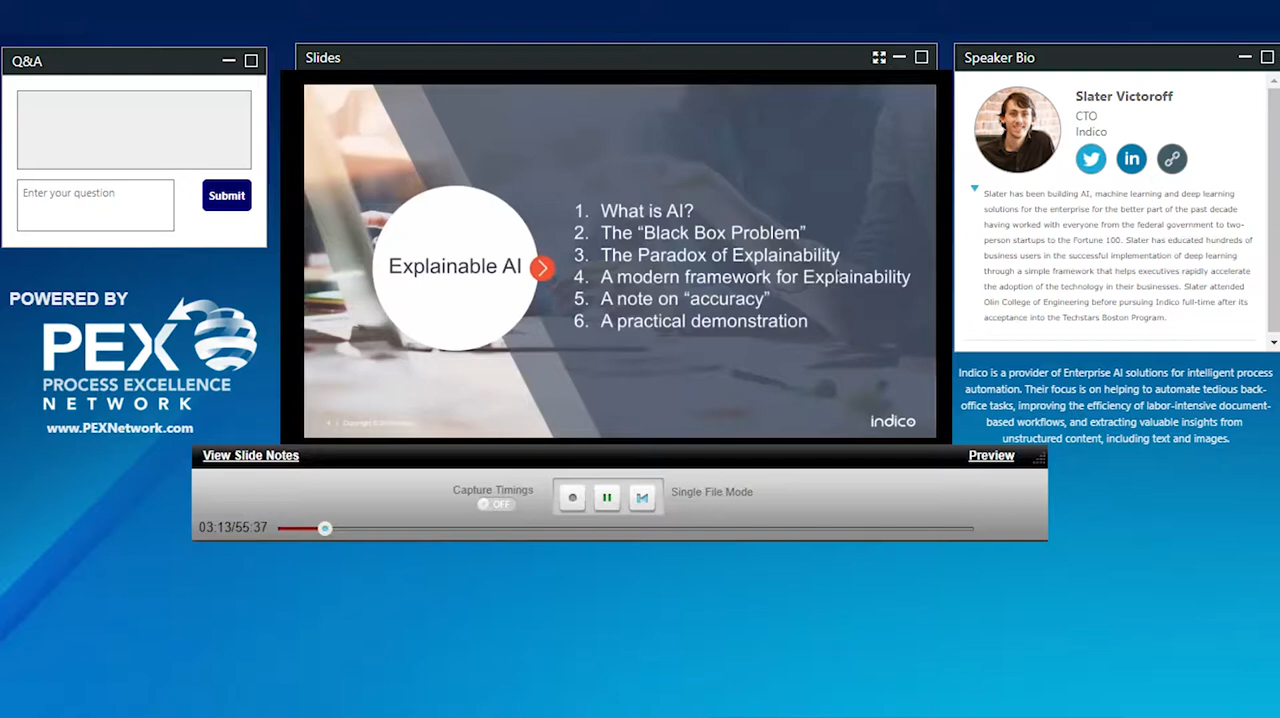 Q&A
Enter your question
Submit
POWERED BY
PEX
PROCESS EXCELLENCE
NETWORK
www.PEXNetwork.com
Slides
Explainable AI
1. What is AI?
2. The “Black Box Problem”
3. The Paradox of Explainability
4. A modern framework for Explainability
5. A note on “accuracy”
6. A practical demonstration
indico
View Slide Notes
Preview
Capture Timings
OFF
Single File Mode
03:13/55:37
Speaker Bio
Slater Victoroff
CTO
Indico
in
Slater has been building AI, machine learning and deep learning
solutions for the enterprise for the better part of the past decade
having worked with everyone from the federal government to two-
person startups to the Fortune 100. Slater has educated hundreds of
business users in the successful implementation of deep learning
through a simple framework that helps executives rapidly accelerate
the adoption of the technology in their businesses. Slater attended
Olin College of Engineering before pursuing Indico full-time after its
acceptance into the Techstars Boston Program.
Indico is a provider of Enterprise AI solutions for intelligent process
automation. Their focus is on helping to automate tedious back-
office tasks, improving the efficiency of labor-intensive document-
based workflows, and extracting valuable insights from
unstructured content, including text and images.